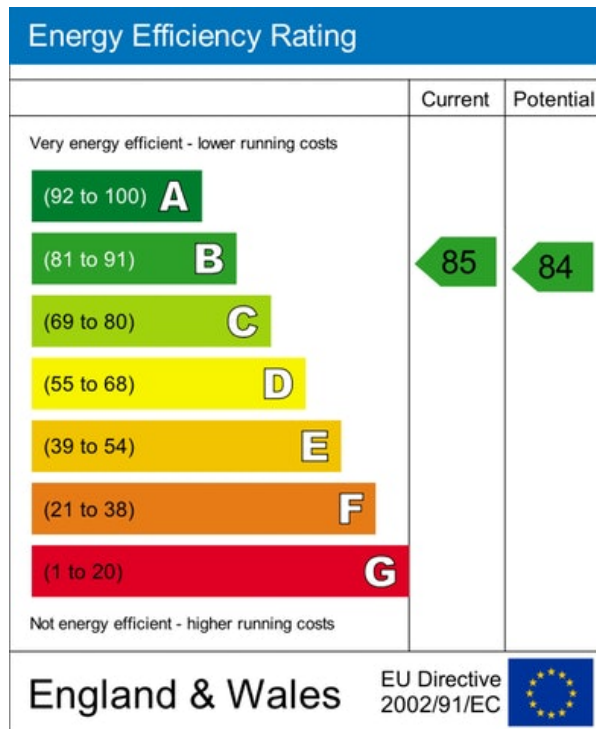 Energy Efficiency Rating
Current Potential
Very energy efficient - lower running costs
(92 to 100) A
(81 to 91) B 85 84
(69 to 80) C
(55 to 68) D
(39 to 54) E
(21 to 38) F
(1 to 20) G
Not energy efficient - higher running costs
England & Wales
EU Directive
2002/91/EC